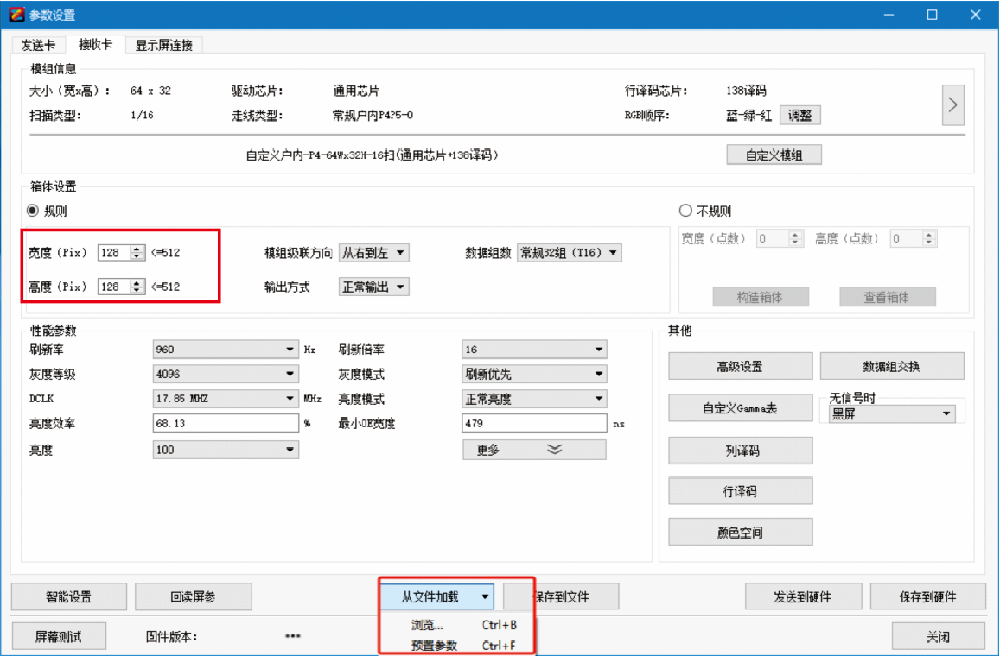 参数设置
发送卡 接收卡 显示屏连接
模组信息
大小（宽x高）： 64 x 32 驱动芯片： 通用芯片 行译码芯片： 138译码
扫描类型： 1/16 走线类型： 常规户内P4P5-0 RGB顺序： 蓝-绿-红 调整
>
自定义户内-P4-64Wx32H-16扫(通用芯片+138译码) 自定义模组
箱体设置
规则 不规则
宽度（Pix） 128 <=512 模组级联方向 从右到左 数据组数 常规32组（T16） 宽度（点数） 0 高度（点数） 0
高度（Pix） 128 <=512 输出方式 正常输出 构造箱体 查看箱体
性能参数 其他
刷新率 960 Hz 刷新倍率 16
灰度等级 4096 灰度模式 刷新优先 高级设置 数据组交换
DCLK 17.85 MHZ MHz 亮度模式 正常亮度 自定义Gamma表 无信号时
黑屏
亮度效率 68.13 % 最小OE宽度 479 ns
亮度 100 更多 列译码
行译码
颜色空间
智能设置 回读屏参 从文件加载 保存到文件 发送到硬件 保存到硬件
浏览... Ctrl+B
预置参数 Ctrl+F
屏幕测试 固件版本： *** 关闭